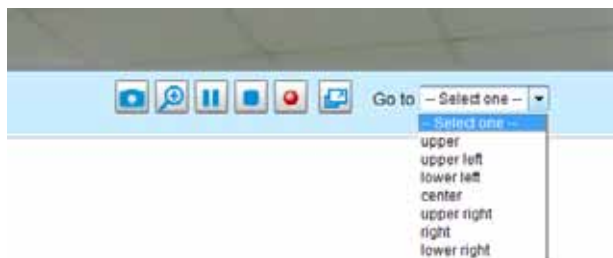 Go to -- Select one --
-- Select one --
upper
upper left
lower left
center
upper right
right
lower right